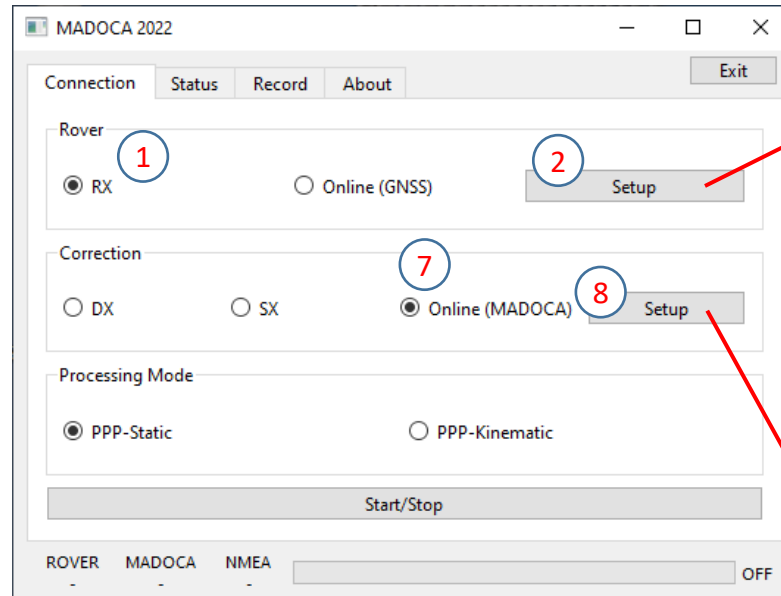 MADOCA 2022
Exit
Connection Status Record About
Rover
1
2
RX Online (GNSS) Setup
Correction
7
8
DX SX Online (MADOCA) Setup
Processing Mode
PPP-Static PPP-Kinematic
Start/Stop
ROVER MADOCA NMEA
- - - OFF